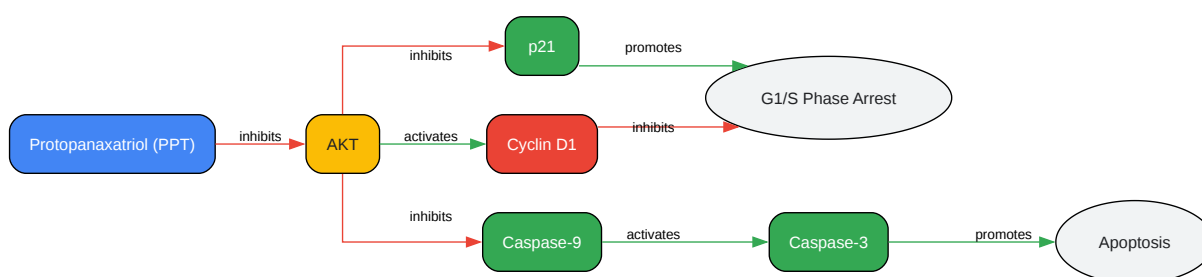 p21
promotes
inhibits
G1/S Phase Arrest
Protopanaxatriol (PPT)
inhibits
AKT
activates
Cyclin D1
inhibits
inhibits
Caspase-9
activates
Caspase-3
promotes
Apoptosis